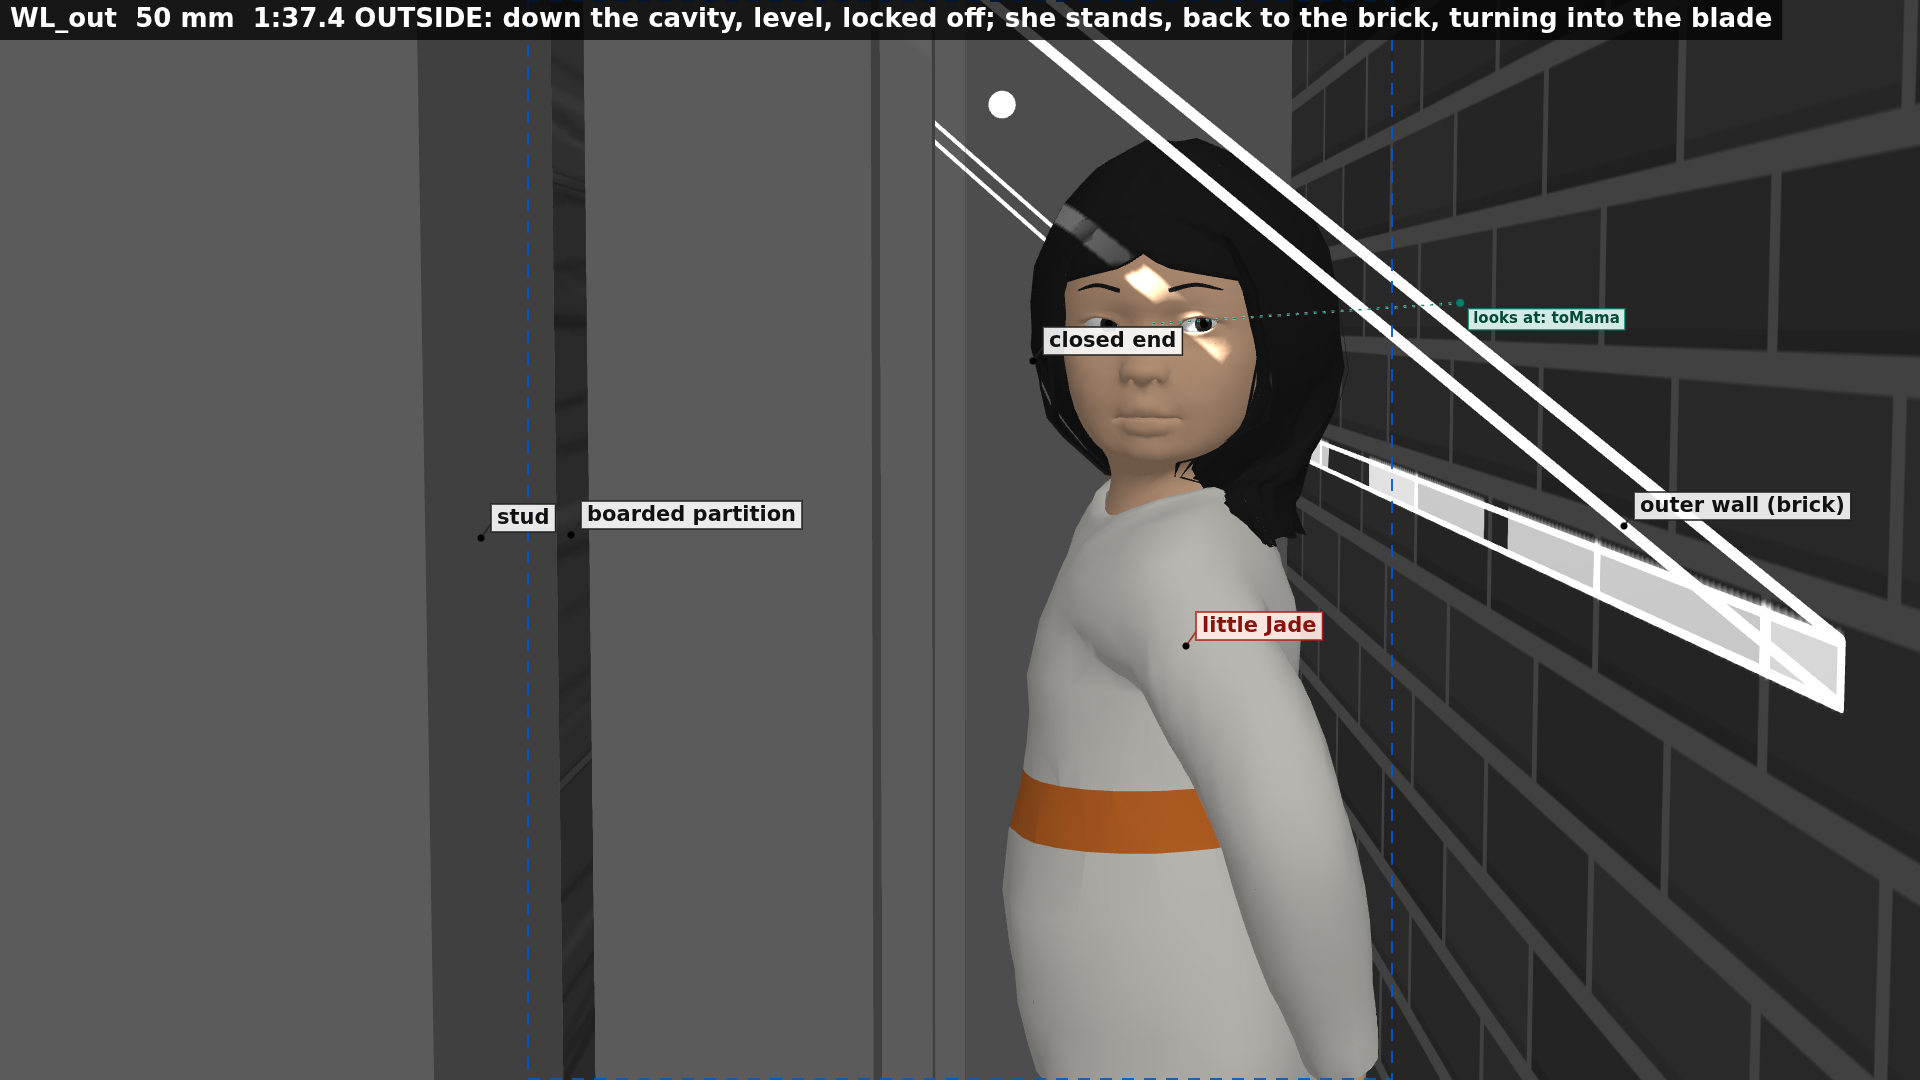 WL_out  50 mm  1:37.4 OUTSIDE: down the cavity, level, locked off; she stands, back to the brick, turning into the blade
looks at: toMama
closed end
outer wall (brick)
stud
boarded partition
little Jade